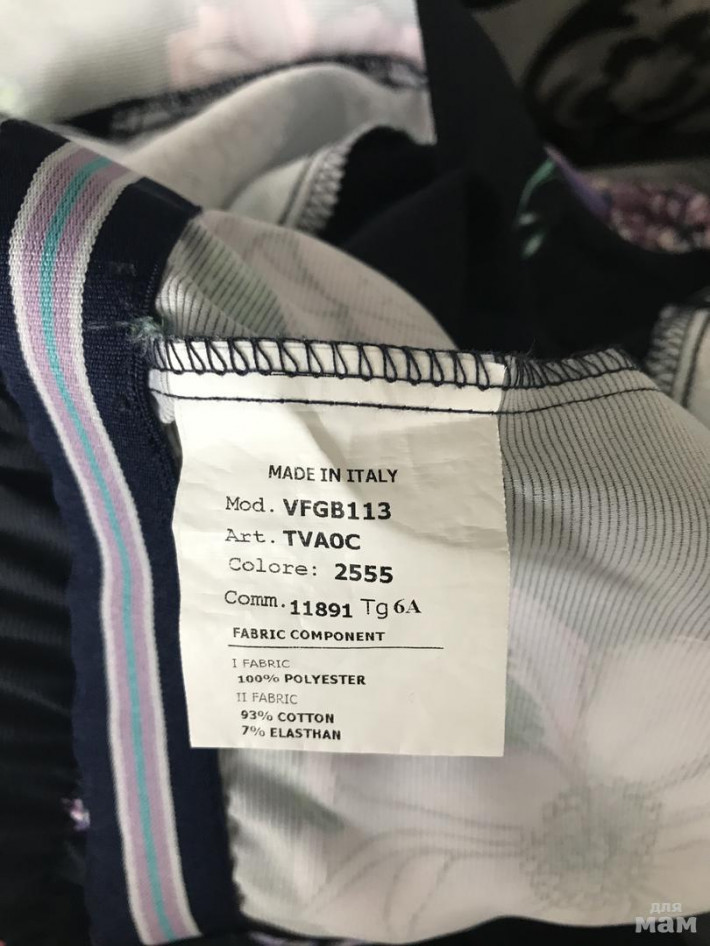 MADE IN ITALY
Mod. VFGB113
Art. TVA0C
Colore: 2555
Comm. 11891 Tg 6A
FABRIC COMPONENT
I FABRIC
100% POLYESTER
II FABRIC
93% COTTON
7% ELASTHAN
для
мам